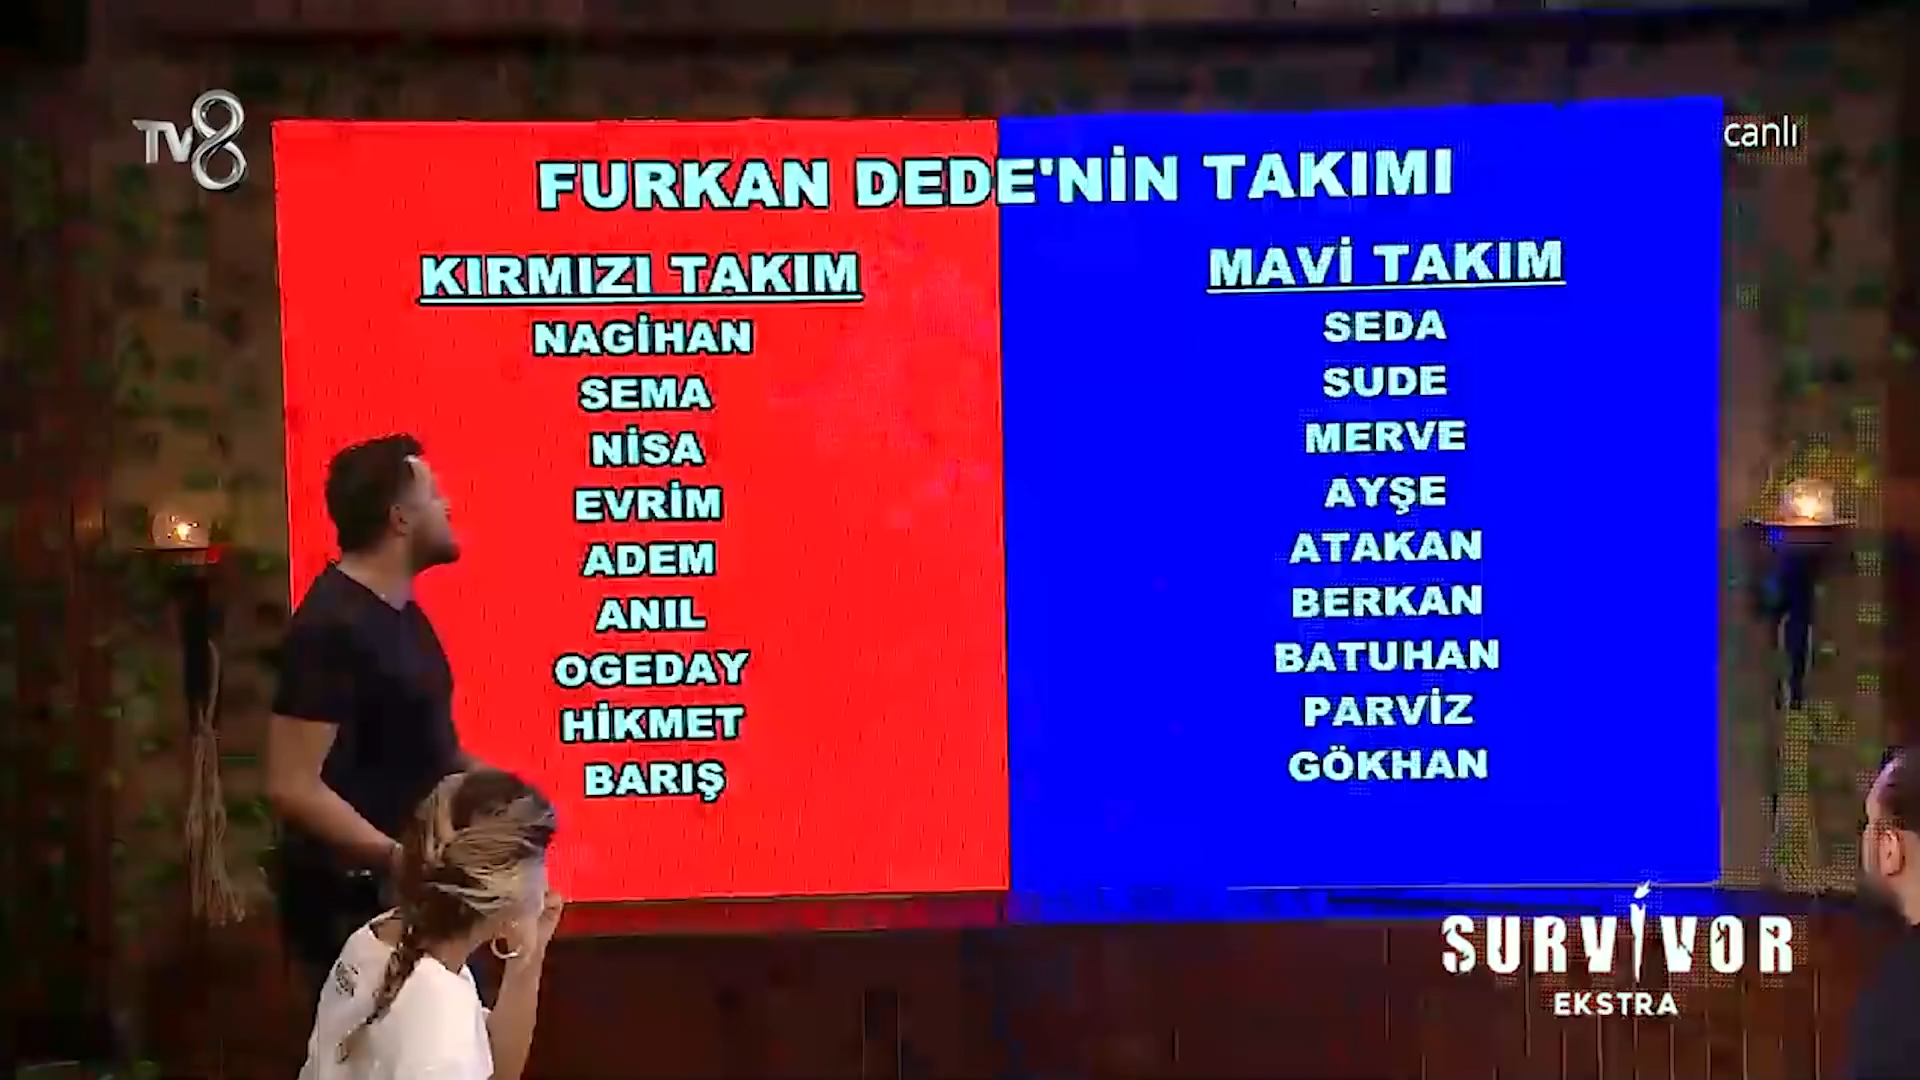 TV8
canlı
FURKAN DEDE'NİN TAKIMI
KIRMIZI TAKIM
NAGİHAN
SEMA
NİSA
EVRİM
ADEM
ANIL
OGEDAY
HİKMET
BARIŞ
MAVİ TAKIM
SEDA
SUDE
MERVE
AYŞE
ATAKAN
BERKAN
BATUHAN
PARVİZ
GÖKHAN
SURVIVOR
EKSTRA